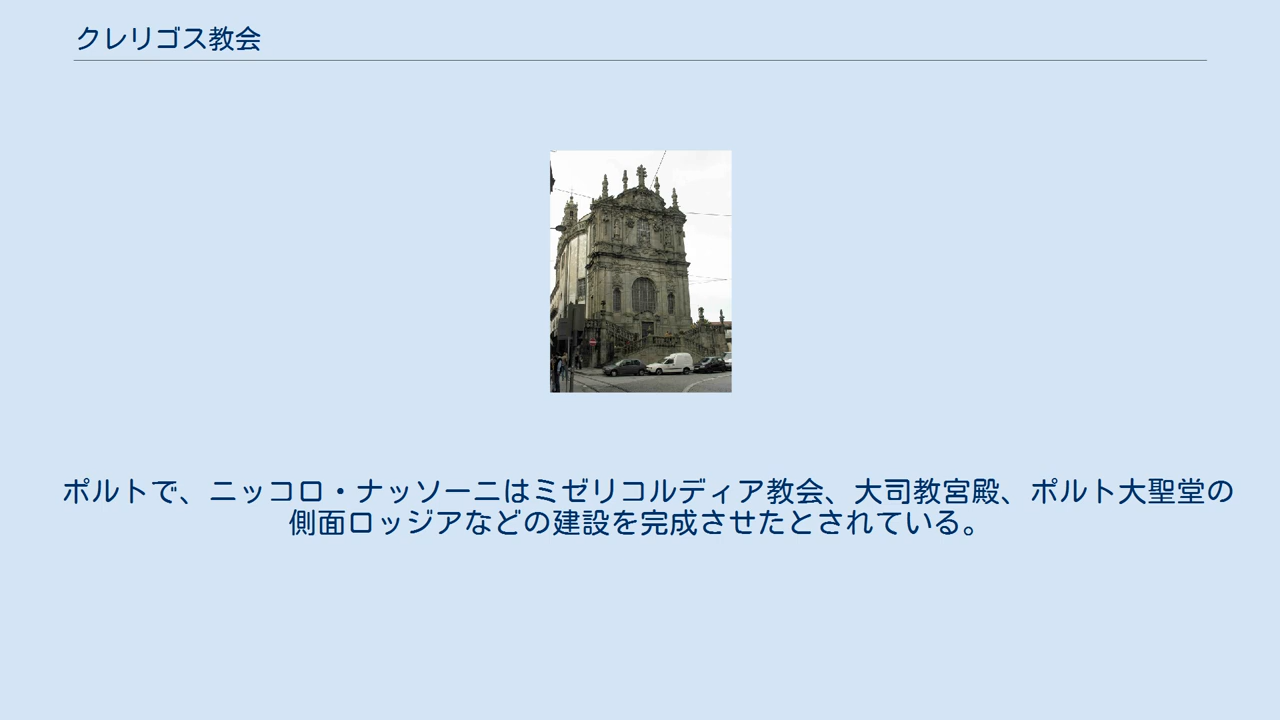 クレリゴス教会
ポルトで、ニッコロ・ナッソーニはミゼリコルディア教会、大司教宮殿、ポルト大聖堂の
側面ロッジアなどの建設を完成させたとされている。